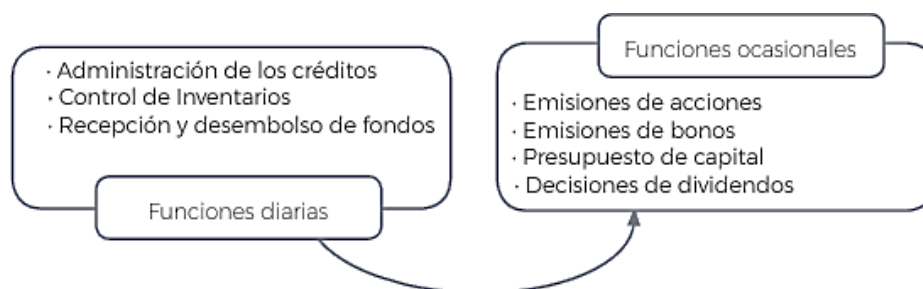 · Administración de los créditos
· Control de Inventarios
· Recepción y desembolso de fondos
Funciones diarias
Funciones ocasionales
· Emisiones de acciones
· Emisiones de bonos
· Presupuesto de capital
· Decisiones de dividendos